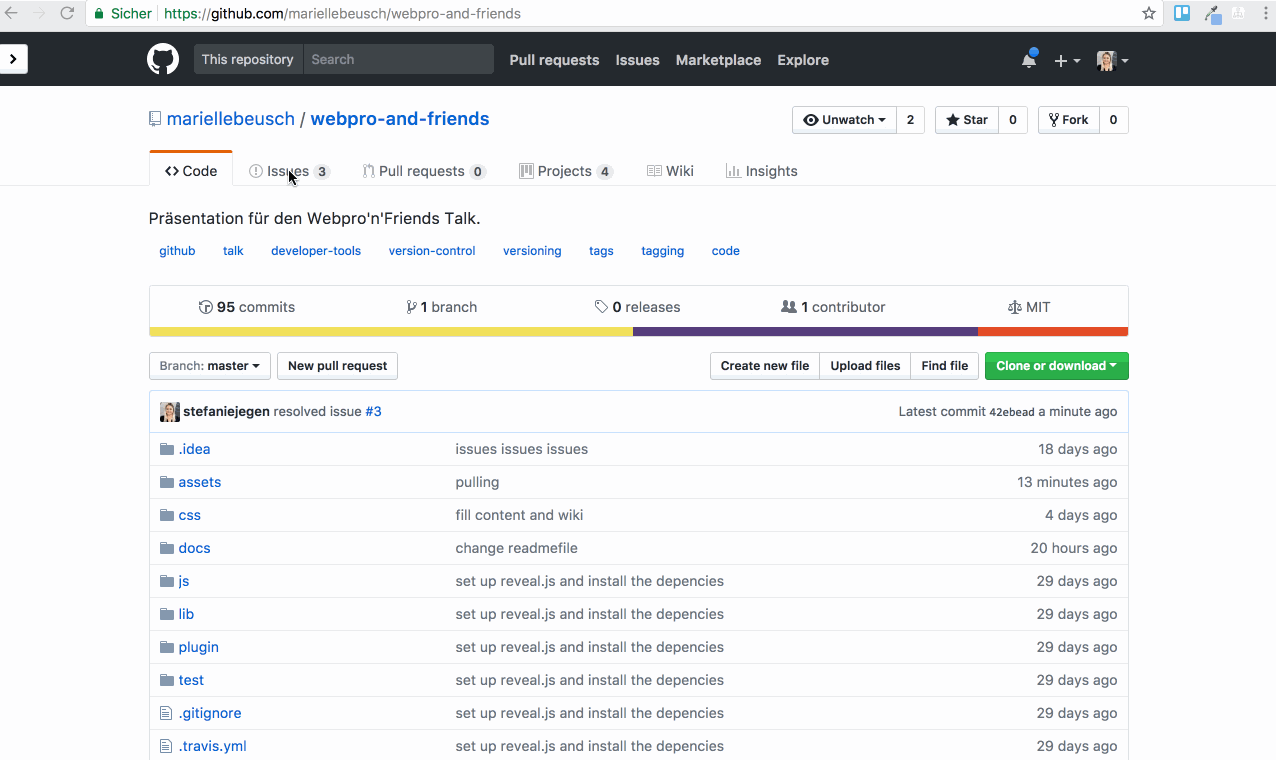 Sicher https://github.com/mariellebeusch/webpro-and-friends
This repository Search Pull requests Issues Marketplace Explore
mariellebeusch / webpro-and-friends Unwatch 2 Star 0 Fork 0
Code Issues 3 Pull requests 0 Projects 4 Wiki Insights
Präsentation für den Webpro'n'Friends Talk.
github talk developer-tools version-control versioning tags tagging code
95 commits 1 branch 0 releases 1 contributor MIT
Branch: master New pull request Create new file Upload files Find file Clone or download
stefaniejegen resolved issue #3 Latest commit 42ebead a minute ago
.idea issues issues issues 18 days ago
assets pulling 13 minutes ago
css fill content and wiki 4 days ago
docs change readmefile 20 hours ago
js set up reveal.js and install the depencies 29 days ago
lib set up reveal.js and install the depencies 29 days ago
plugin set up reveal.js and install the depencies 29 days ago
test set up reveal.js and install the depencies 29 days ago
.gitignore set up reveal.js and install the depencies 29 days ago
.travis.yml set up reveal.js and install the depencies 29 days ago